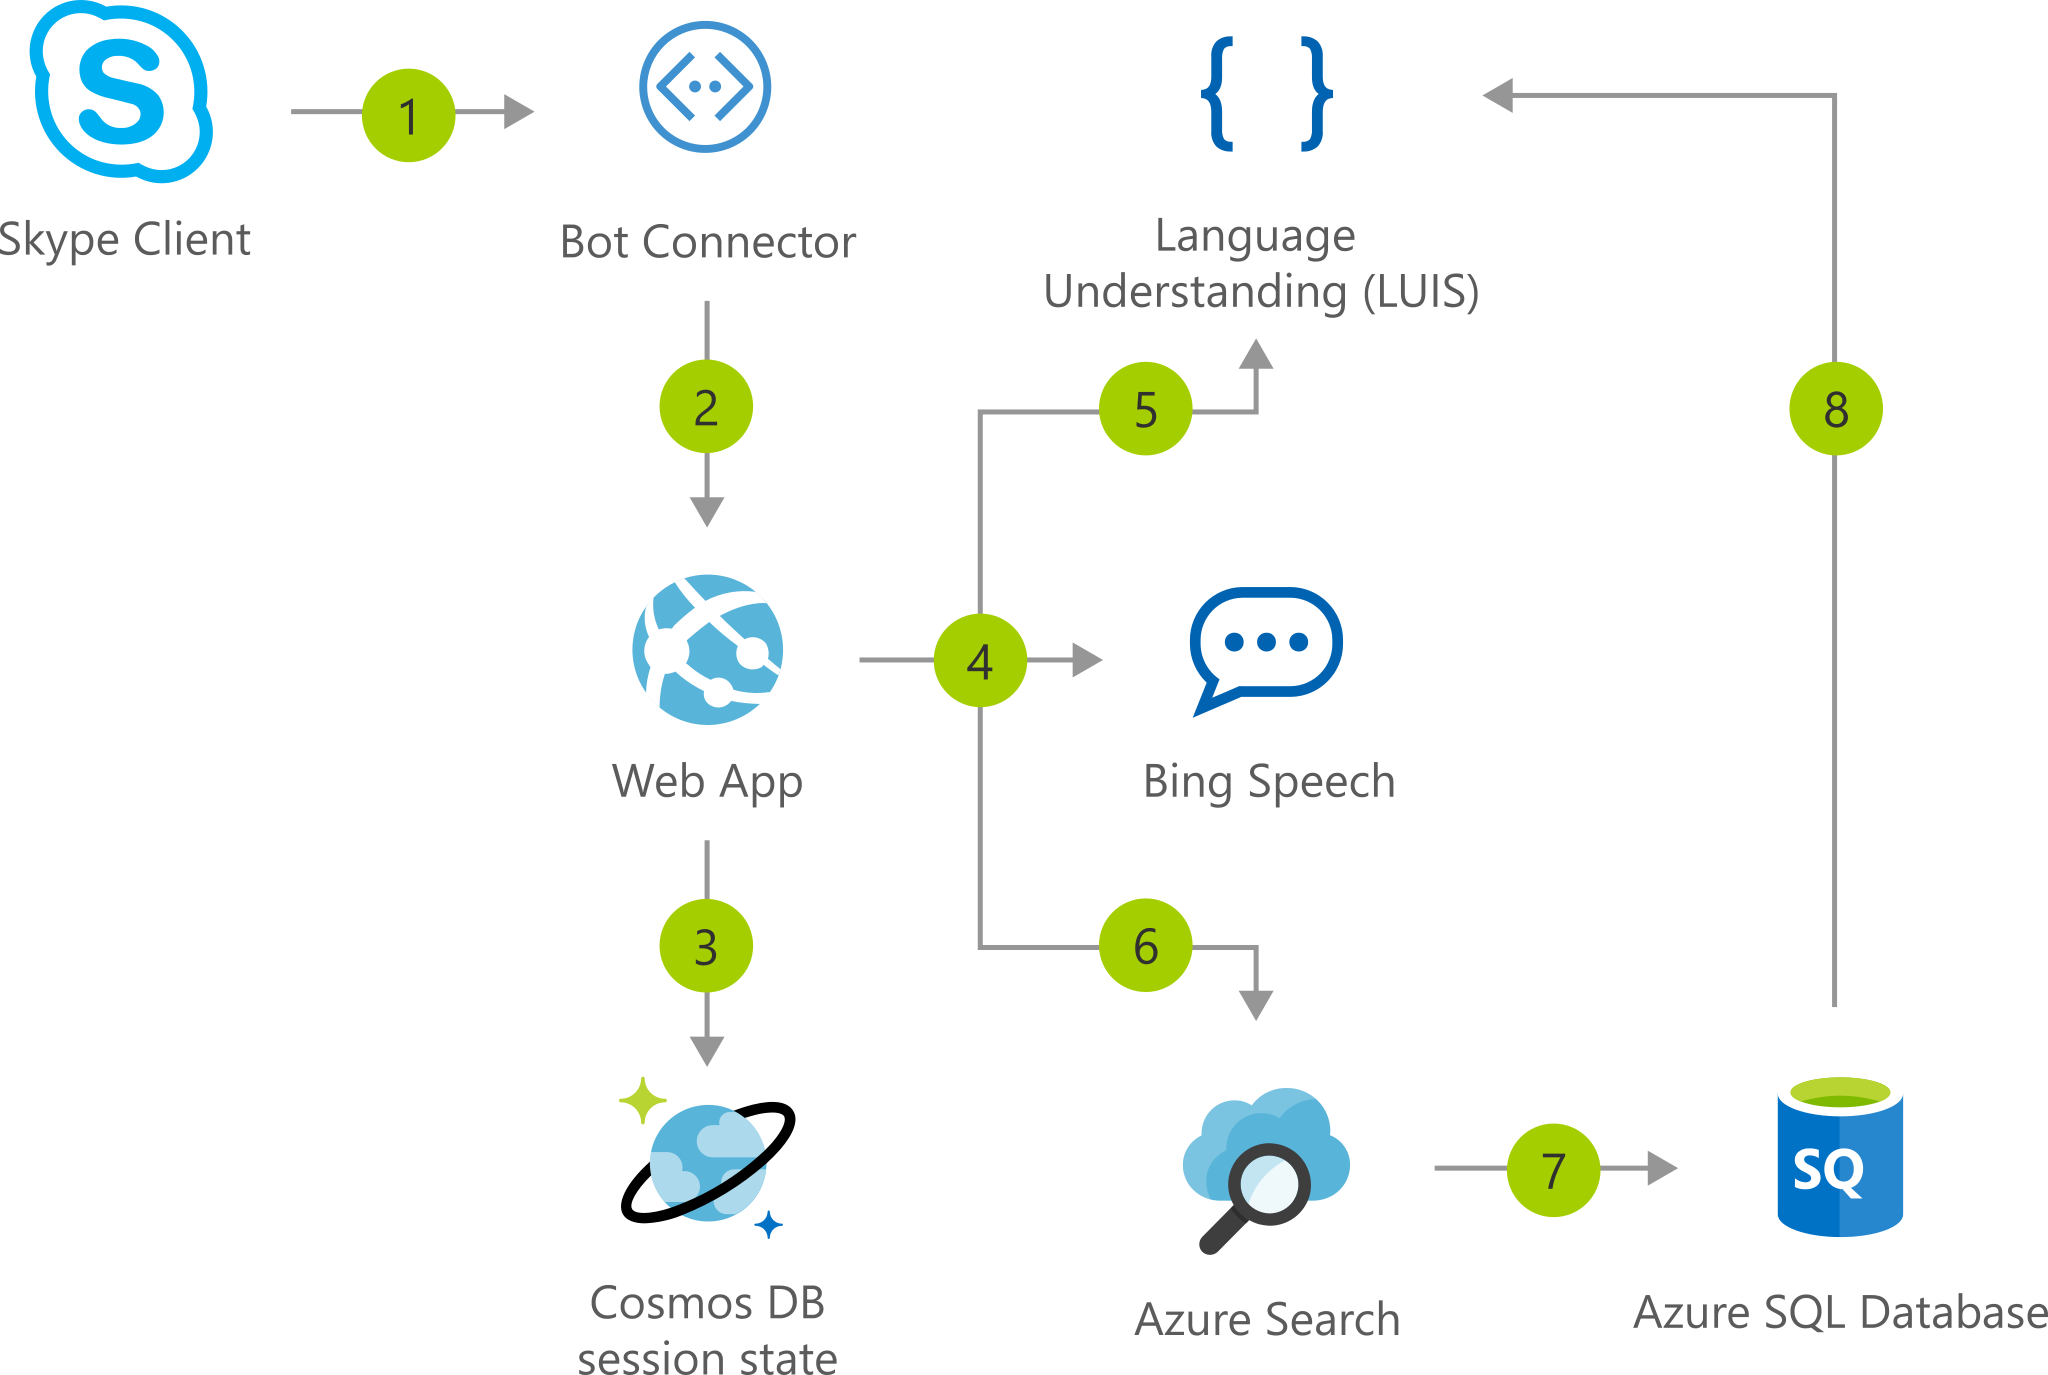 S
1
Skype Client
Bot Connector
Language
Understanding (LUIS)
2
5
8
4
Web App
Bing Speech
3
6
7
SQ
Cosmos DB
session state
Azure Search
Azure SQL Database